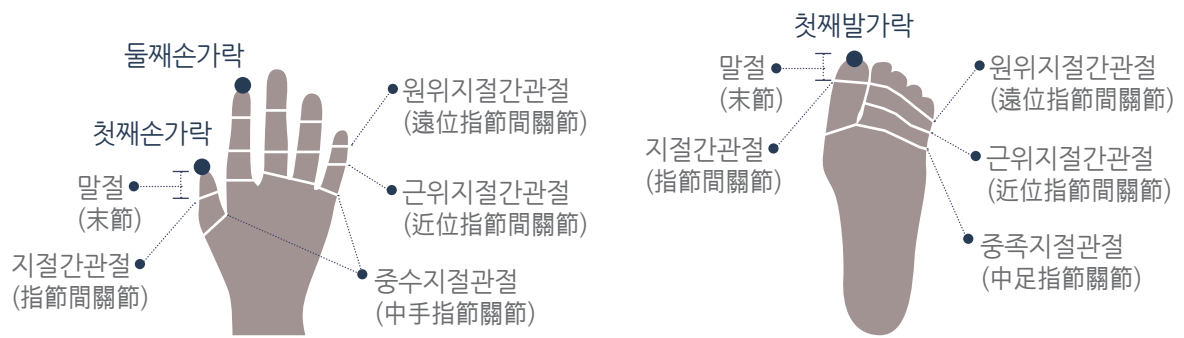 둘째손가락
첫째손가락
말절
(末節)
지절간관절
(指節間關節)
원위지절간관절
(遠位指節間關節)
근위지절간관절
(近位指節間關節)
중수지절관절
(中手指節關節)
첫째발가락
말절
(末節)
지절간관절
(指節間關節)
원위지절간관절
(遠位指節間關節)
근위지절간관절
(近位指節間關節)
중족지절관절
(中足指節關節)